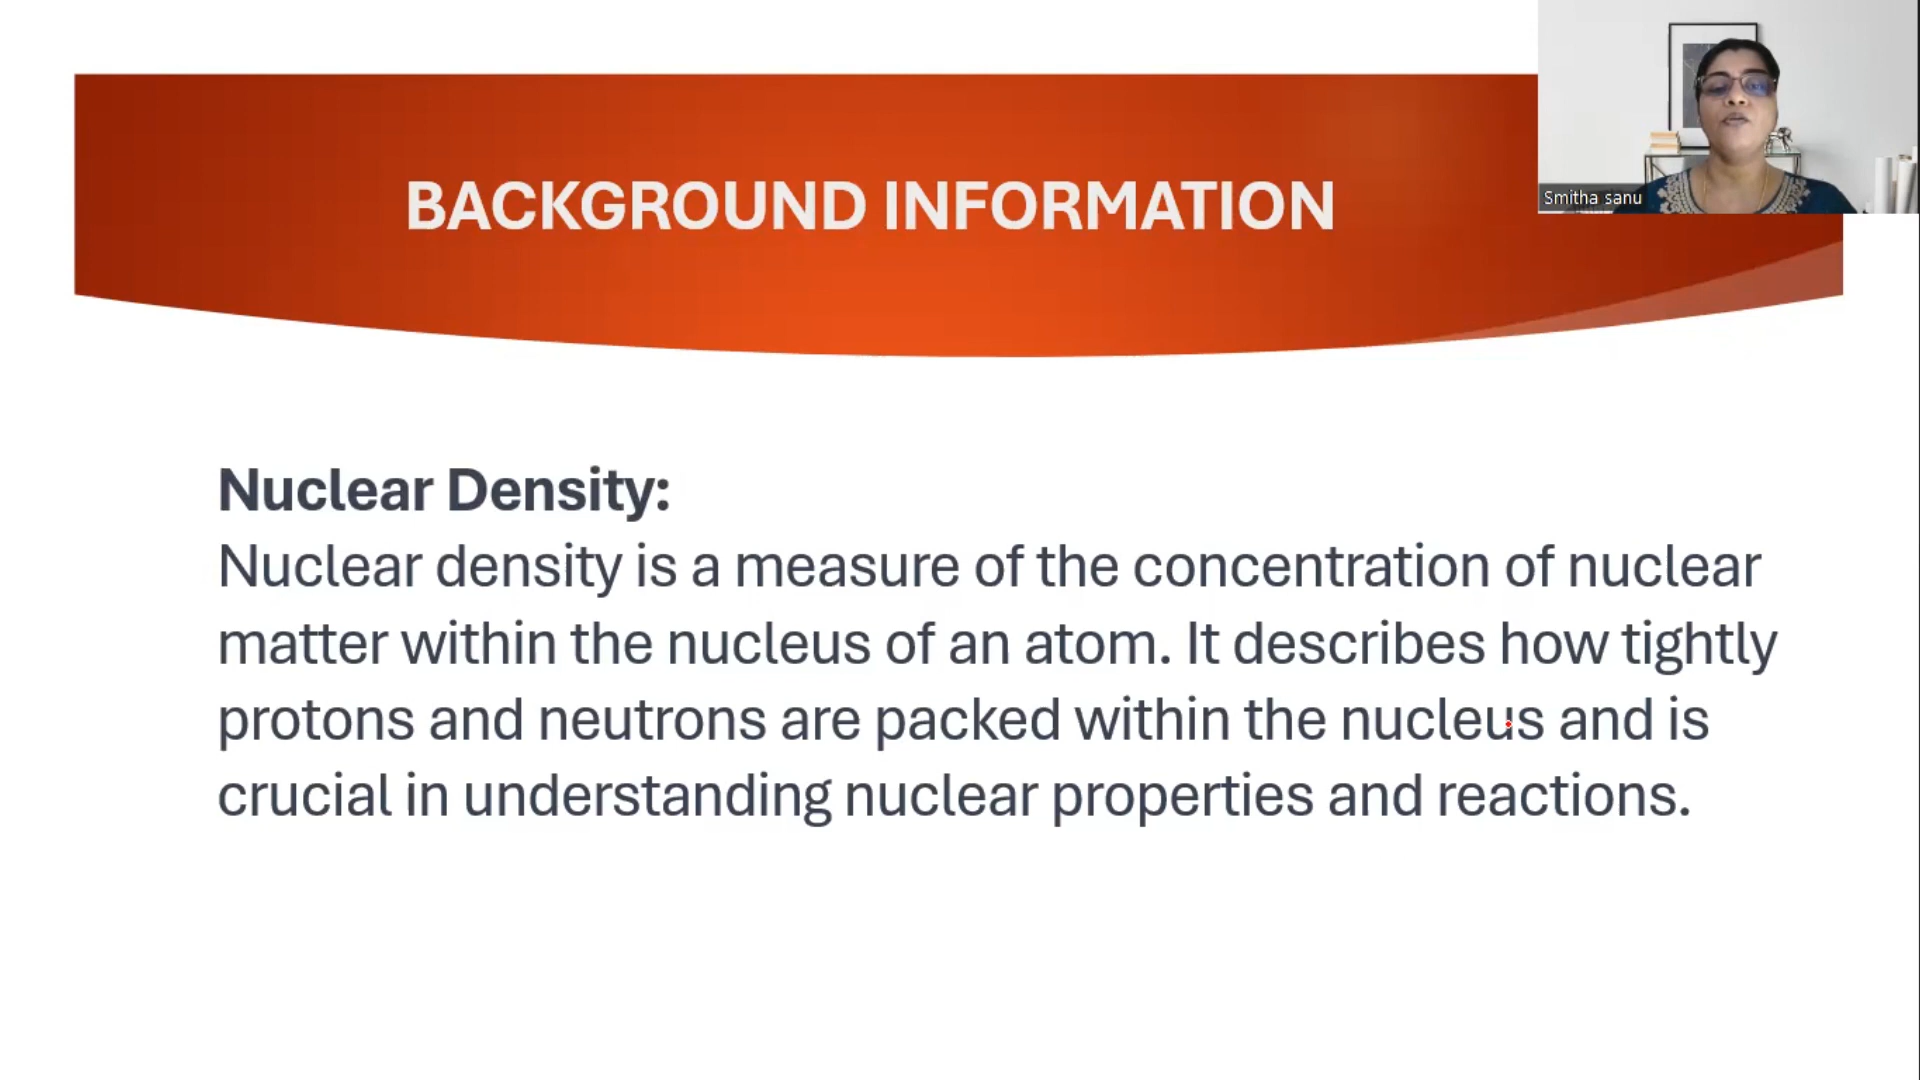 BACKGROUND INFORMATION
Smitha sanu
Nuclear Density:
Nuclear density is a measure of the concentration of nuclear
matter within the nucleus of an atom. It describes how tightly
protons and neutrons are packed within the nucleus and is
crucial in understanding nuclear properties and reactions.